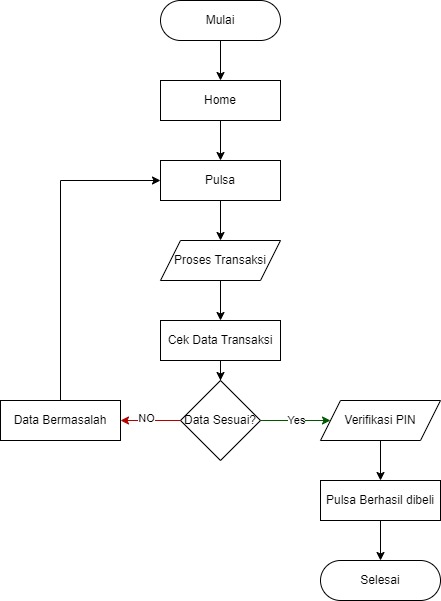 Mulai
Home
Pulsa
Proses Transaksi
Cek Data Transaksi
Data Bermasalah
NO
Data Sesuai?
Yes
Verifikasi PIN
Pulsa Berhasil dibeli
Selesai